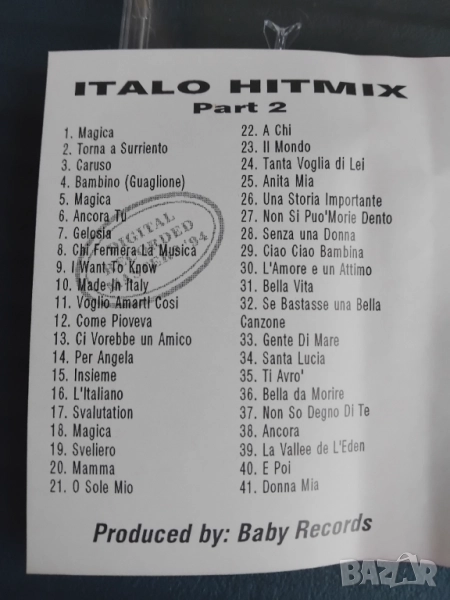 ITALO HITMIX
Part 2
1. Magica
2. Torna a Surriento
3. Caruso
4. Bambino (Guaglione)
5. Magica
6. Ancora Tu
7. Gelosia
8. Chi Fermera La Musica
9. I Want To Know
10. Made In Italy
11. Voglio Amarti Cosi
12. Come Pioveva
13. Ci Vorebbe un Amico
14. Per Angela
15. Insieme
16. L'Italiano
17. Svalutation
18. Magica
19. Sveliero
20. Mamma
21. O Sole Mio
22. A Chi
23. Il Mondo
24. Tanta Voglia di Lei
25. Anita Mia
26. Una Storia Importante
27. Non Si Puo'Morie Dento
28. Senza una Donna
29. Ciao Ciao Bambina
30. L'Amore e un Attimo
31. Bella Vita
32. Se Bastasse una Bella
Canzone
33. Gente Di Mare
34. Santa Lucia
35. Ti Avro'
36. Bella da Morire
37. Non So Degno Di Te
38. Ancora
39. La Vallee de L'Eden
40. E Poi
41. Donna Mia
DIGITAL
RECORDED
MASTER '94
Produced by: Baby Records
BAZAR